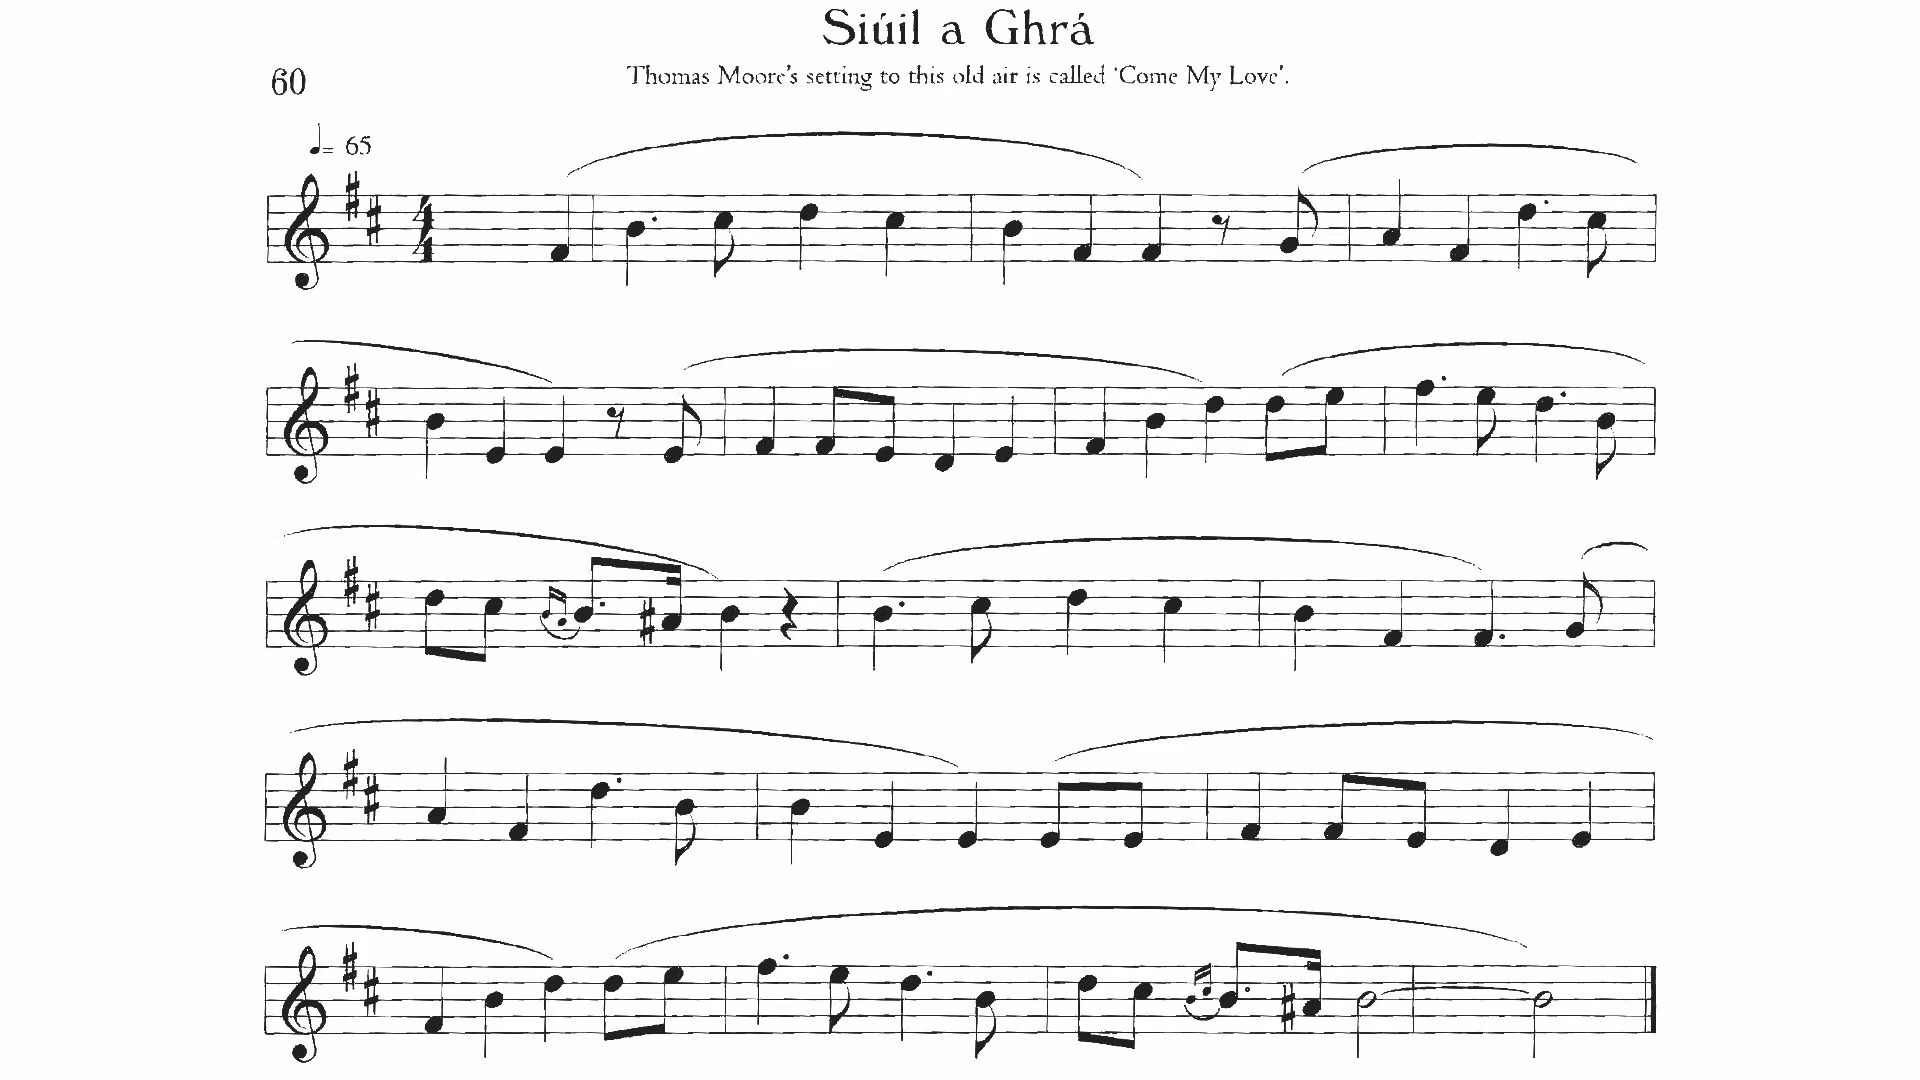 Siúil a Ghrá
60
Thomas Moore's setting to this old air is called 'Come My Love'.
♩= 65